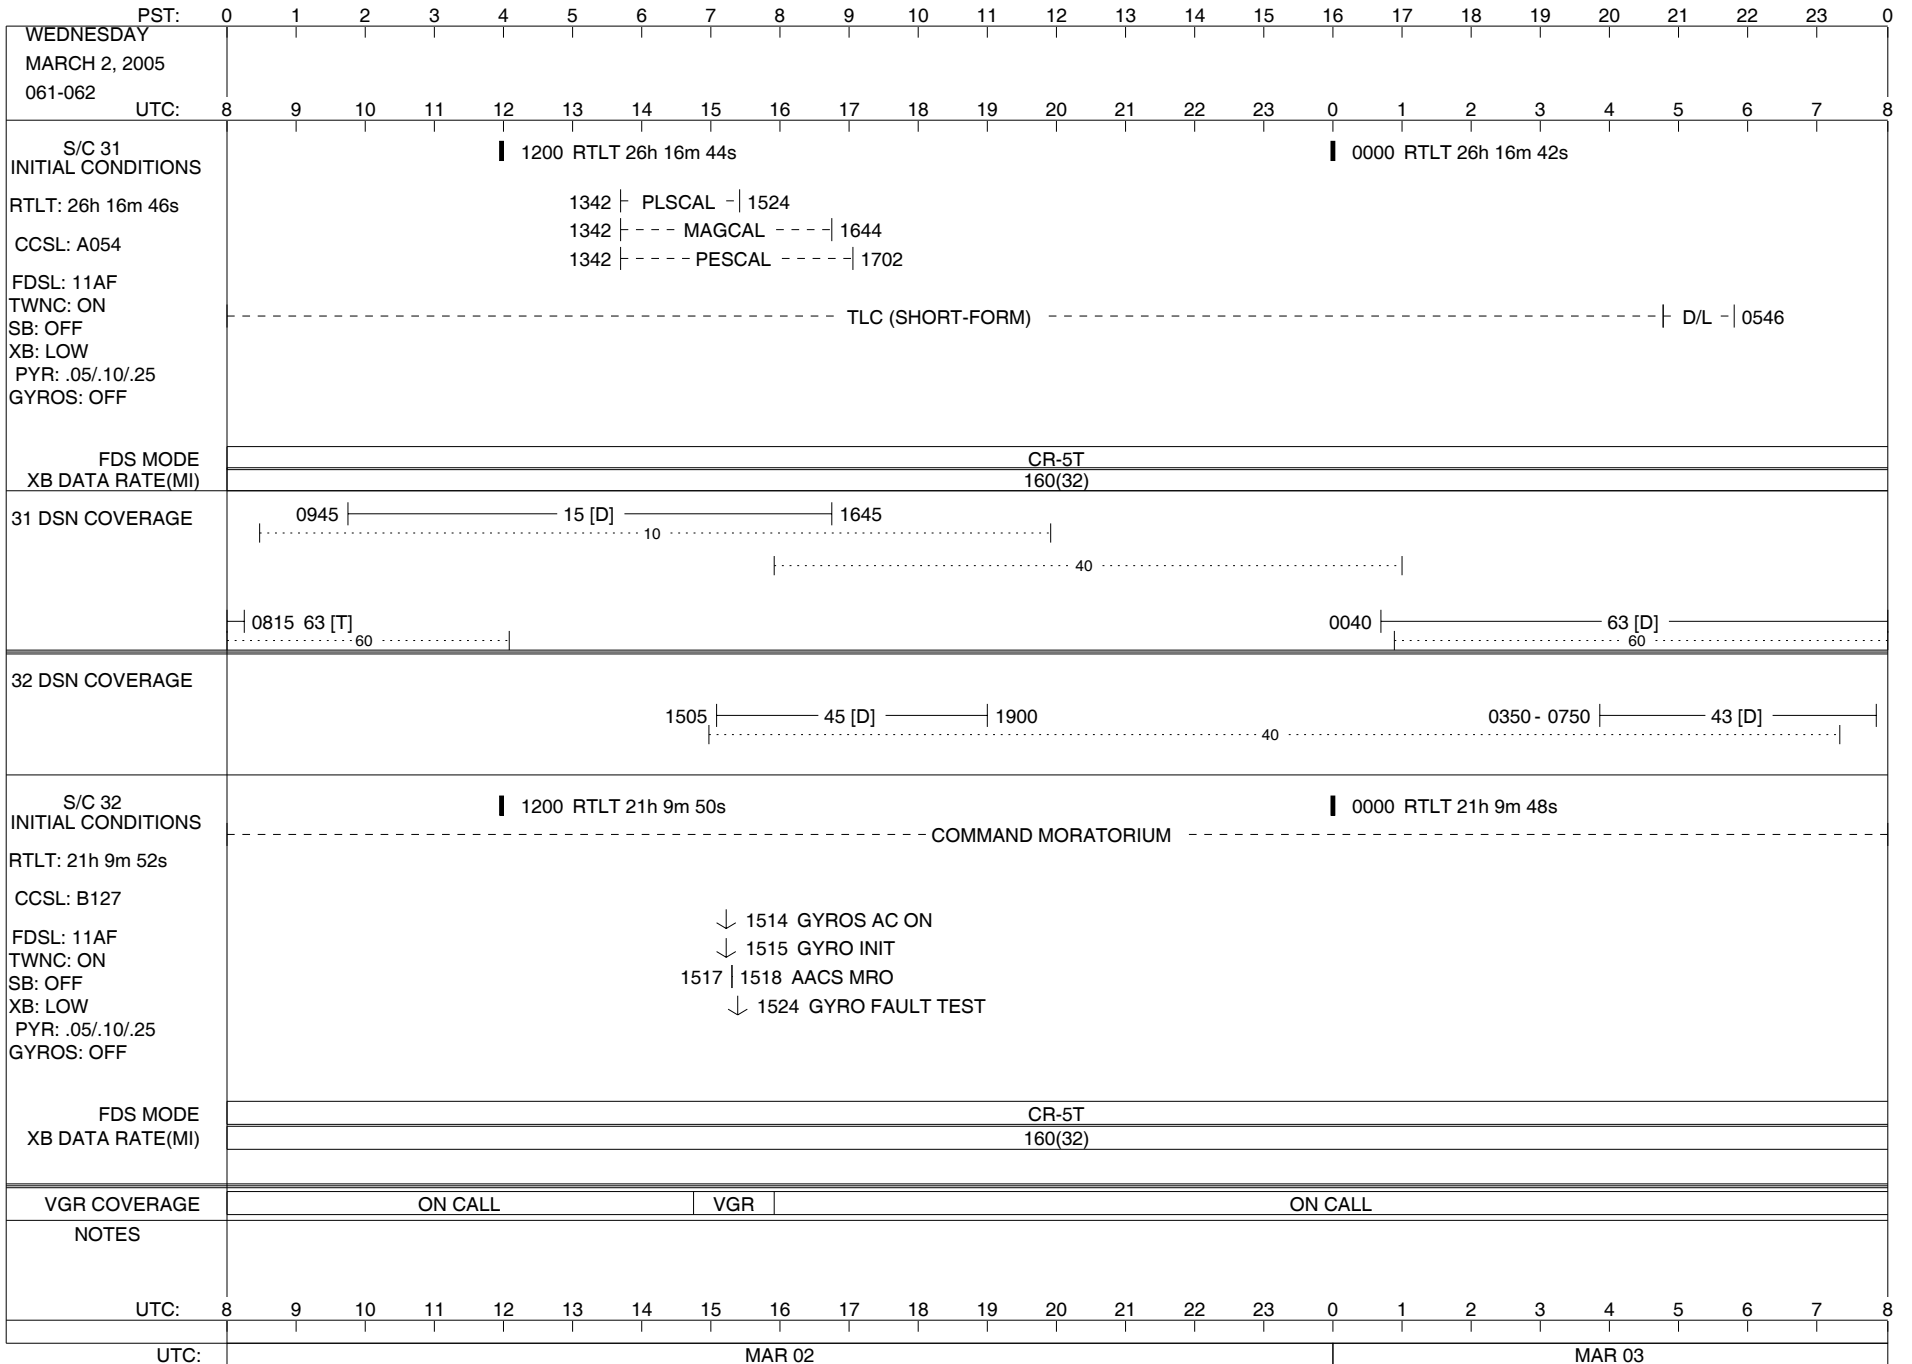 PST: 0 1 2 3 4 5 6 7 8 9 10 11 12 13 14 15 16 17 18 19 20 21 22 23 0
WEDNESDAY
MARCH 2, 2005
061-062
UTC: 8 9 10 11 12 13 14 15 16 17 18 19 20 21 22 23 0 1 2 3 4 5 6 7 8
S/C 31
INITIAL CONDITIONS
1200 RTLT 26h 16m 44s
0000 RTLT 26h 16m 42s
RTLT: 26h 16m 46s
1342 PLSCAL 1524
1342 MAGCAL 1644
CCSL: A054
1342 PESCAL 1702
FDSL: 11AF
TWNC: ON
TLC (SHORT-FORM) D/L 0546
SB: OFF
XB: LOW
PYR: .05/.10/.25
GYROS: OFF
FDS MODE CR-5T
XB DATA RATE(MI) 160(32)
31 DSN COVERAGE
0945 15 [D] 1645
10
40
0815 63 [T]
0040 63 [D]
60 60
32 DSN COVERAGE
1505 45 [D] 1900
0350 - 0750 43 [D]
40
S/C 32
INITIAL CONDITIONS
1200 RTLT 21h 9m 50s
0000 RTLT 21h 9m 48s
COMMAND MORATORIUM
RTLT: 21h 9m 52s
CCSL: B127
1514 GYROS AC ON
FDSL: 11AF
1515 GYRO INIT
TWNC: ON
1517 1518 AACS MRO
SB: OFF
XB: LOW
1524 GYRO FAULT TEST
PYR: .05/.10/.25
GYROS: OFF
FDS MODE CR-5T
XB DATA RATE(MI) 160(32)
VGR COVERAGE ON CALL VGR ON CALL
NOTES
UTC: 8 9 10 11 12 13 14 15 16 17 18 19 20 21 22 23 0 1 2 3 4 5 6 7 8
UTC: MAR 02 MAR 03